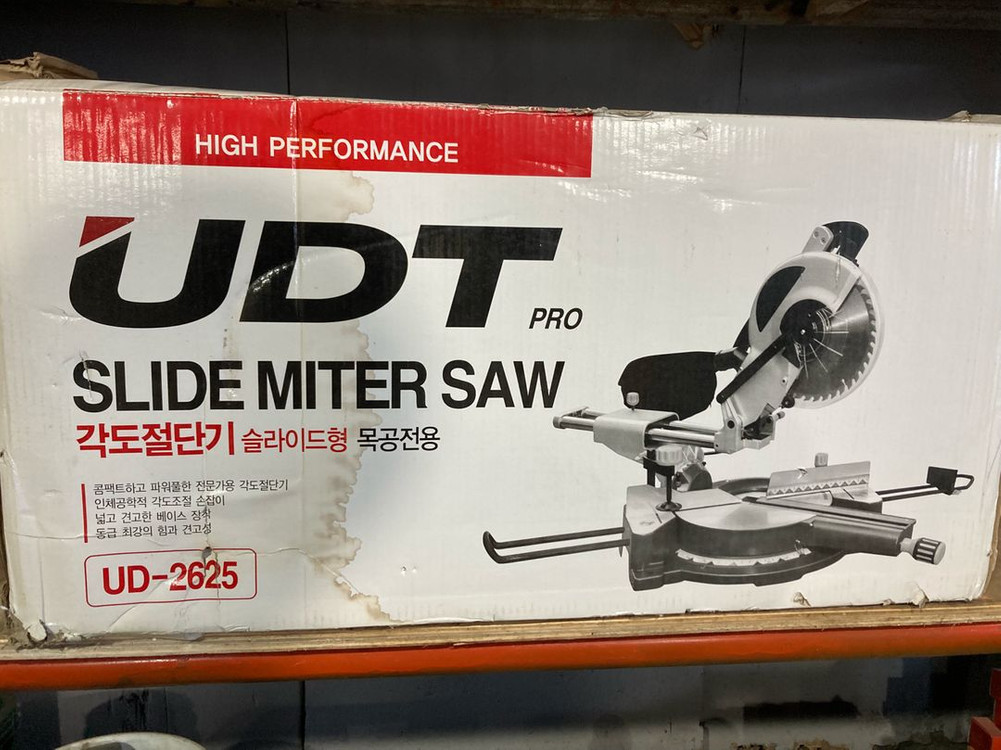 HIGH PERFORMANCE
UDT PRO
SLIDE MITER SAW
각도절단기 슬라이드형 목공전용
콤팩트하고 파워풀한 전문가용 각도절단기
인체공학적 각도조절 손잡이
넓고 견고한 베이스 장착
동급 최강의 힘과 견고성
UD-2625